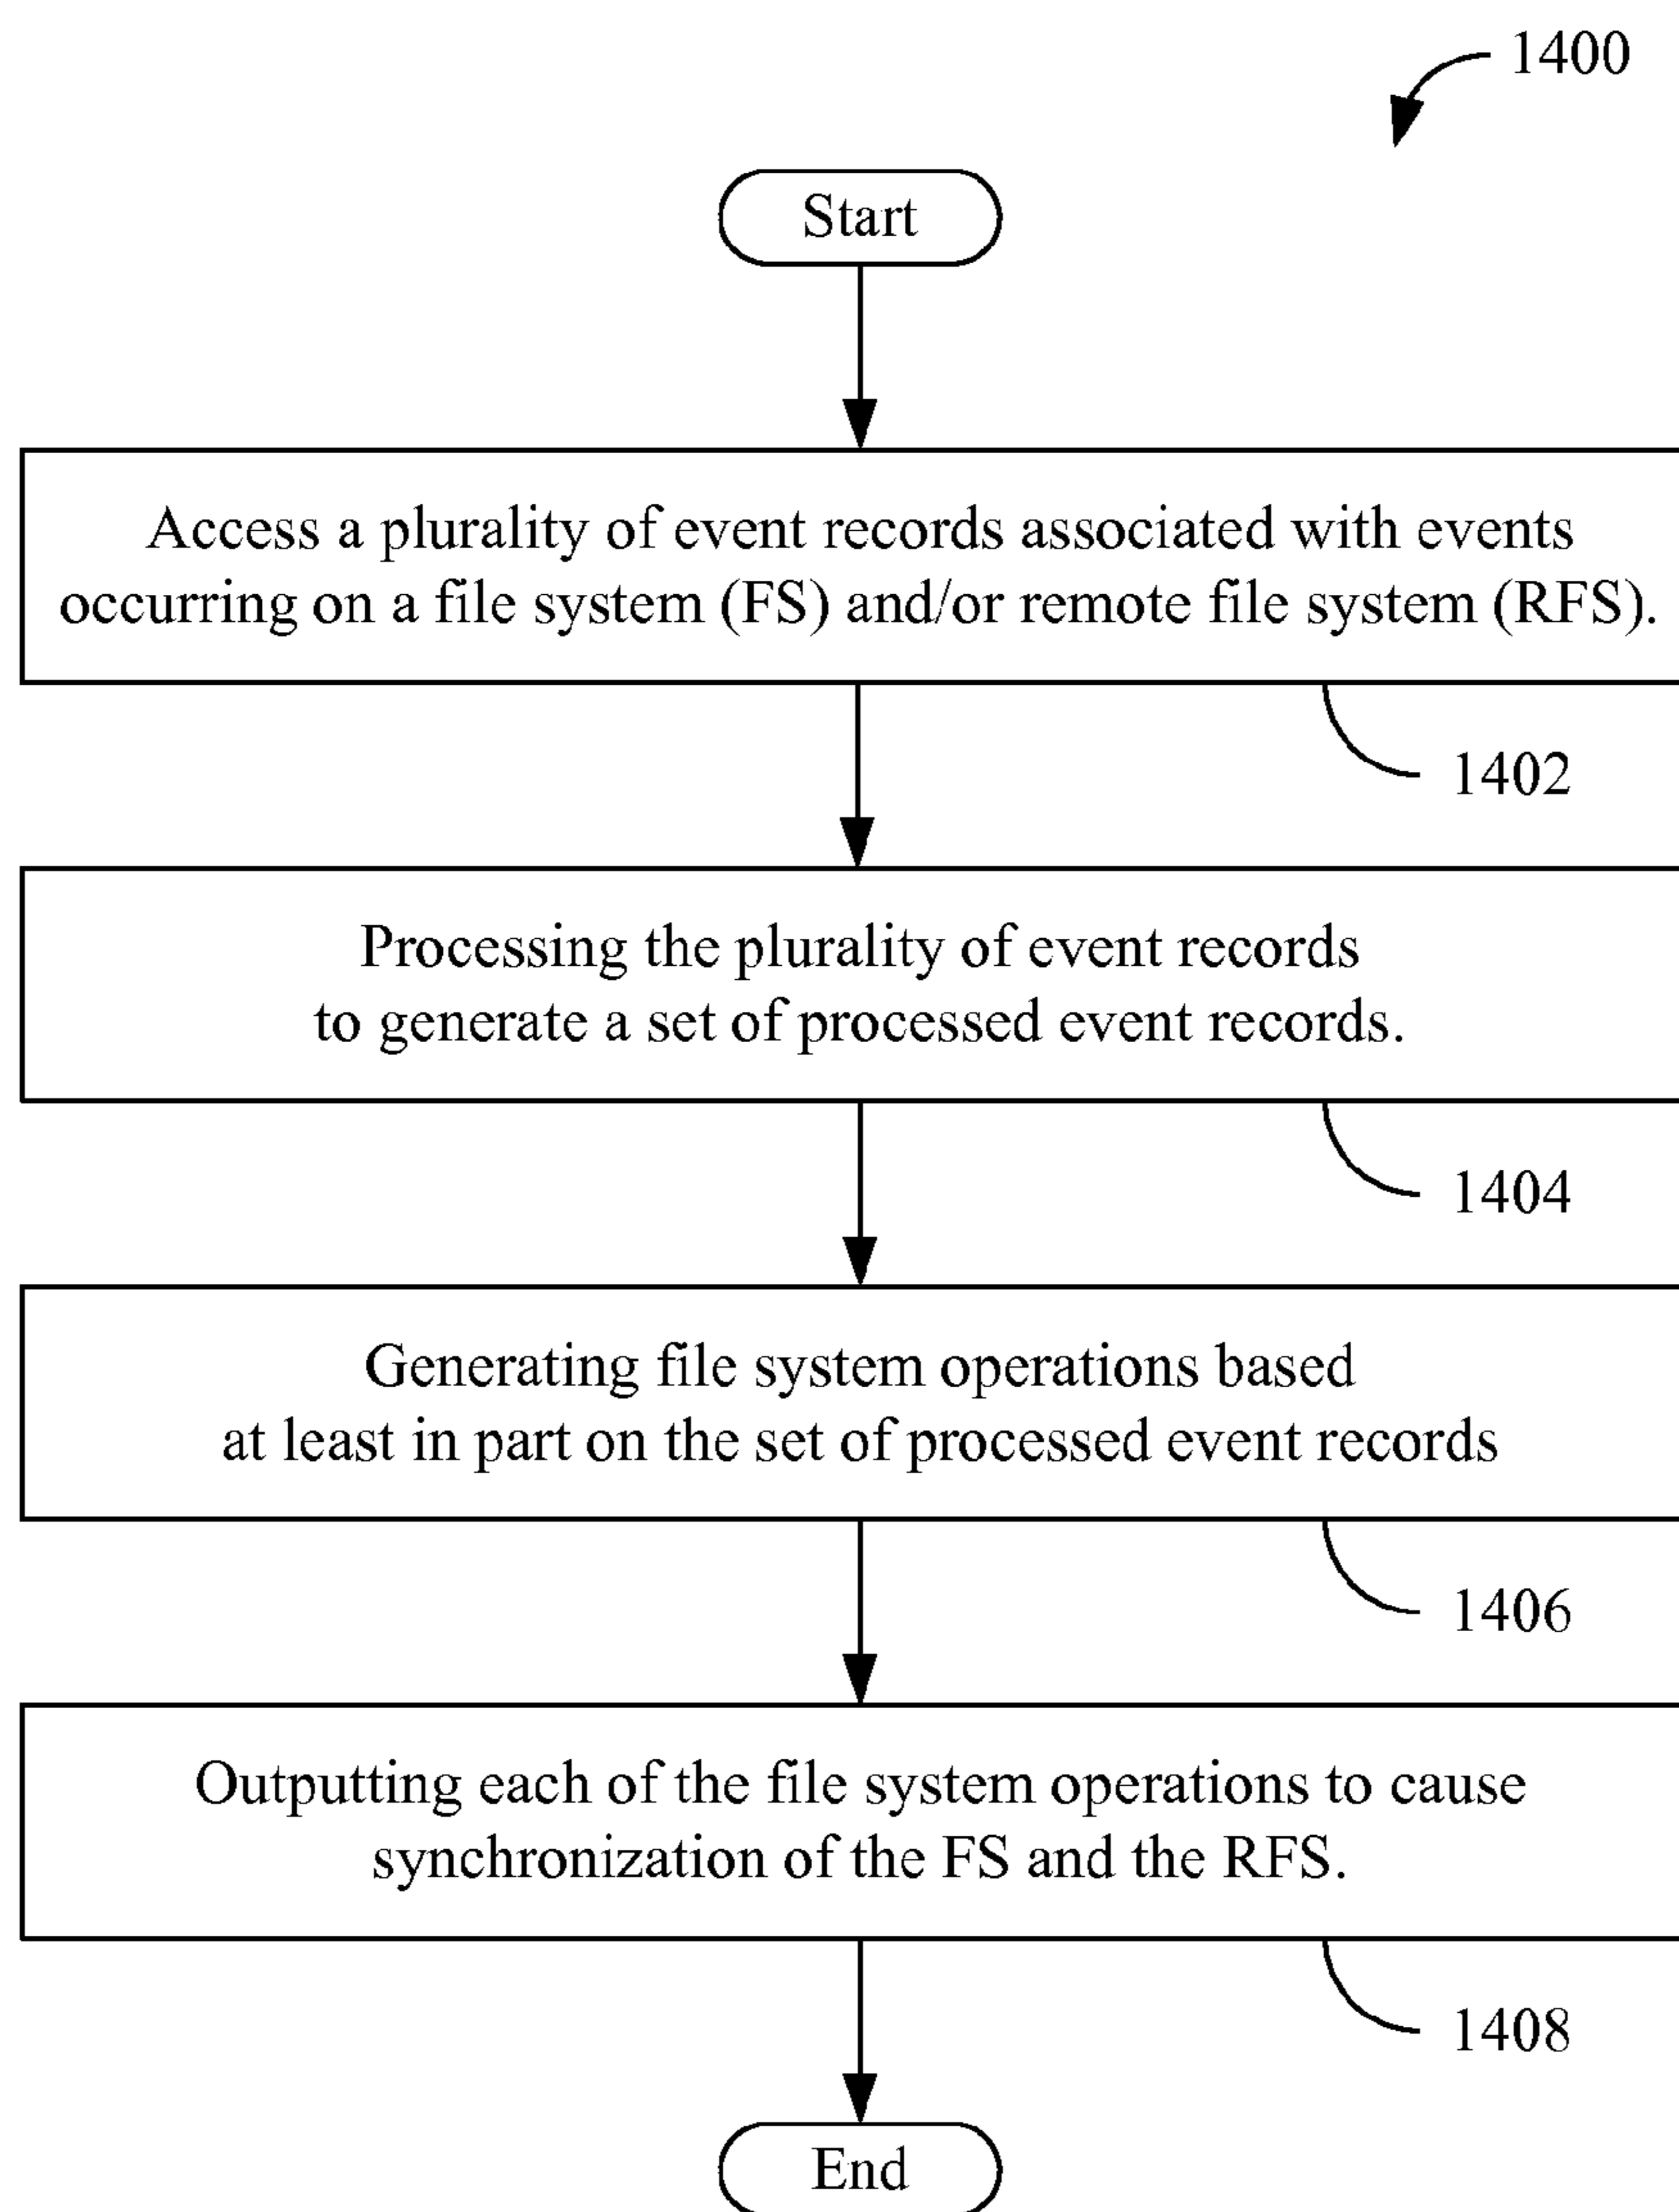 1400
Start
Access a plurality of event records associated with events
occurring on a file system (FS) and/or remote file system (RFS).
1402
Processing the plurality of event records
to generate a set of processed event records.
1404
Generating file system operations based
at least in part on the set of processed event records
1406
Outputting each of the file system operations to cause
synchronization of the FS and the RFS.
1408
End